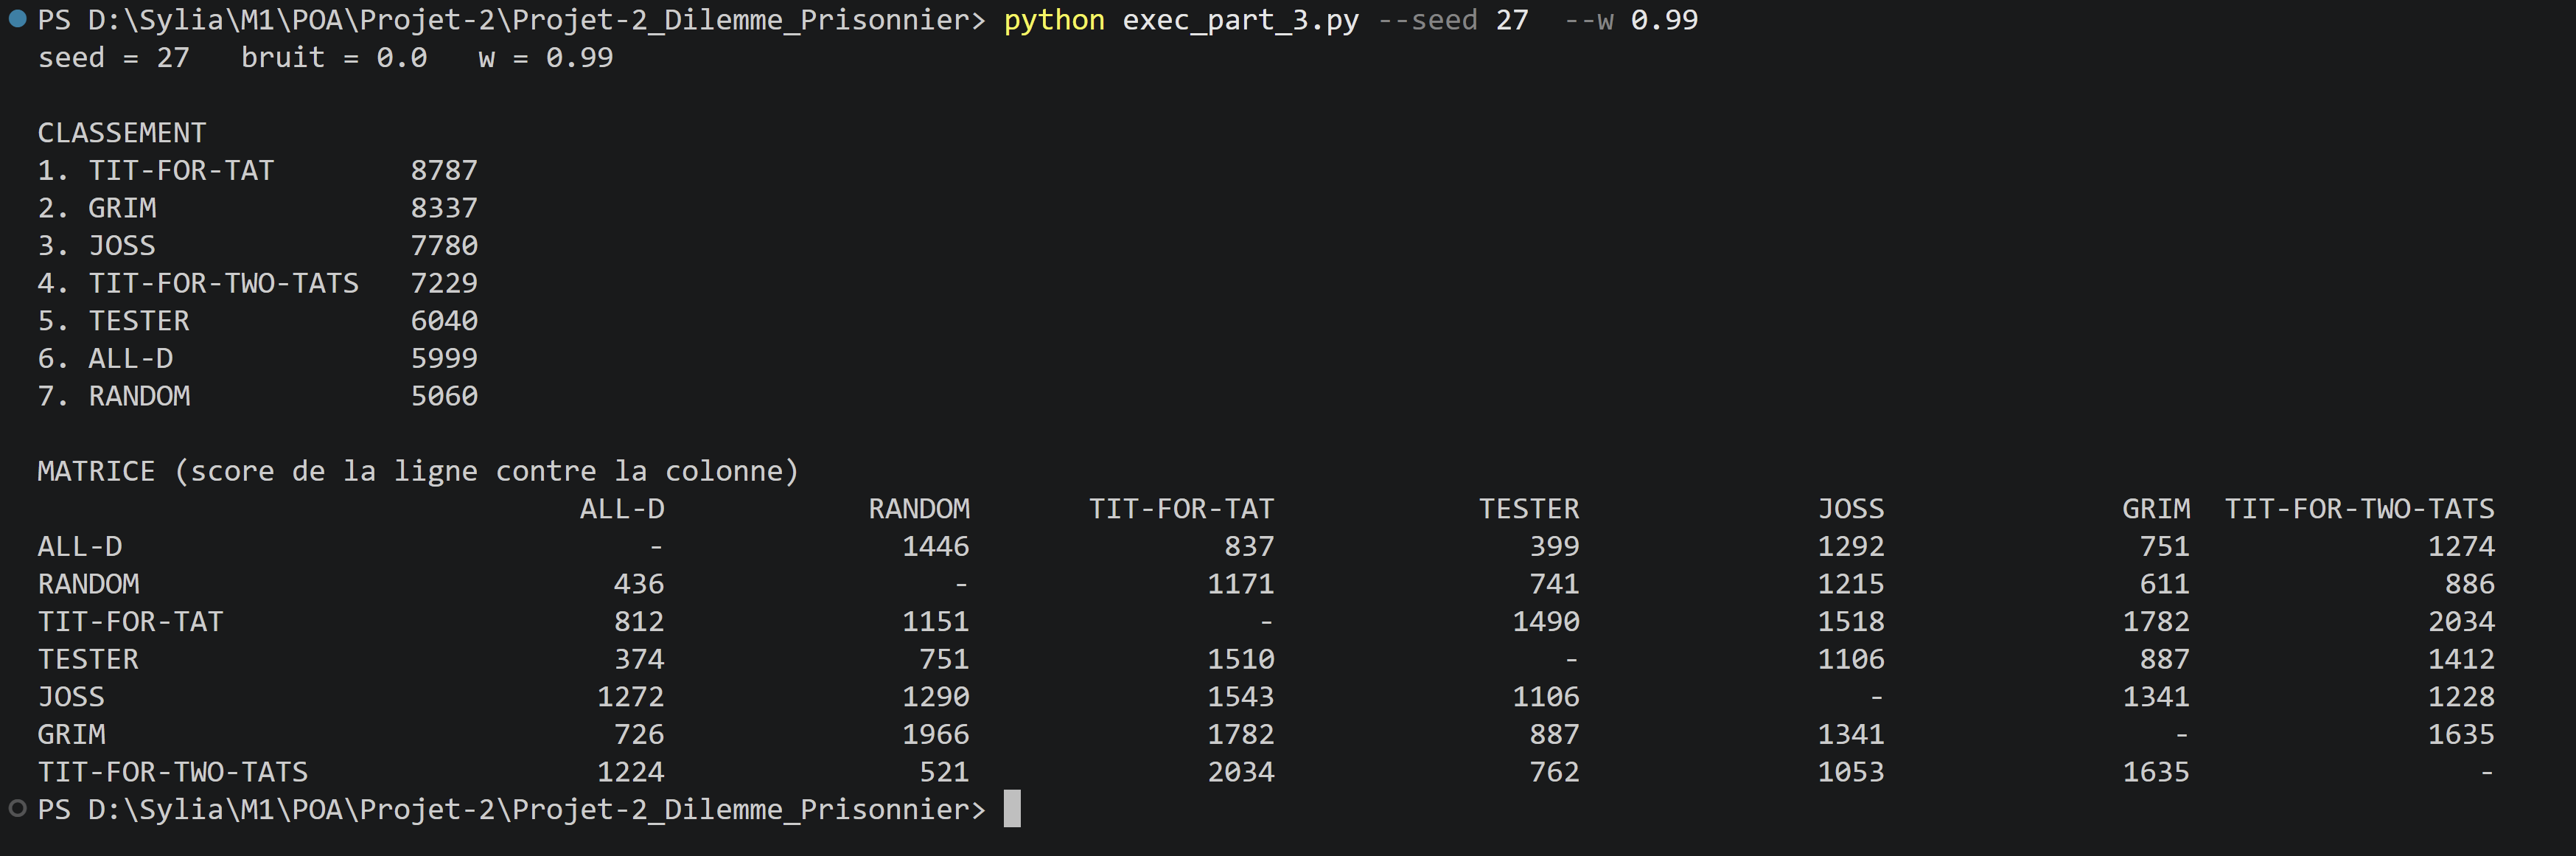 PS D:\Sylia\M1\POA\Projet-2\Projet-2_Dilemme_Prisonnier> python exec_part_3.py --seed 27  --w 0.99
seed = 27   bruit = 0.0   w = 0.99
CLASSEMENT
1. TIT-FOR-TAT        8787
2. GRIM               8337
3. JOSS               7780
4. TIT-FOR-TWO-TATS   7229
5. TESTER             6040
6. ALL-D              5999
7. RANDOM             5060
MATRICE (score de la ligne contre la colonne)
ALL-D RANDOM TIT-FOR-TAT TESTER JOSS GRIM TIT-FOR-TWO-TATS
ALL-D - 1446 837 399 1292 751 1274
RANDOM 436 - 1171 741 1215 611 886
TIT-FOR-TAT 812 1151 - 1490 1518 1782 2034
TESTER 374 751 1510 - 1106 887 1412
JOSS 1272 1290 1543 1106 - 1341 1228
GRIM 726 1966 1782 887 1341 - 1635
TIT-FOR-TWO-TATS 1224 521 2034 762 1053 1635 -
PS D:\Sylia\M1\POA\Projet-2\Projet-2_Dilemme_Prisonnier>